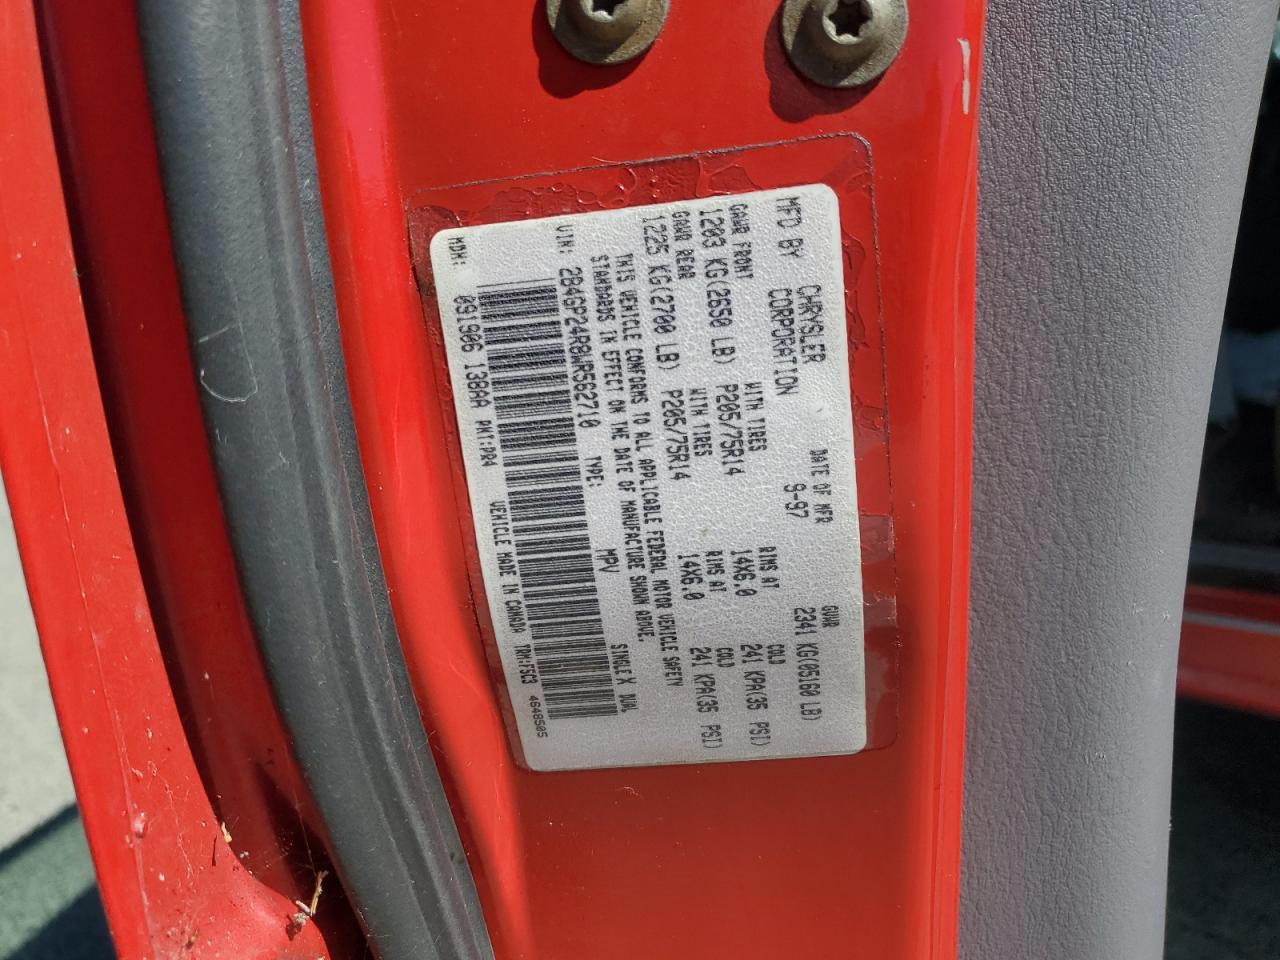 MFD BY CHRYSLER CORPORATION DATE OF MFR 9-97 GVWR 2341 KG(05160 LB)
GAWR FRONT WITH TIRES RIMS AT COLD
1203 KG(2650 LB) P205/75R14 14X6.0 241 KPA(35 PSI)
GAWR REAR WITH TIRES RIMS AT COLD
1225 KG(2700 LB) P205/75R14 14X6.0 241 KPA(35 PSI)
THIS VEHICLE CONFORMS TO ALL APPLICABLE FEDERAL MOTOR VEHICLE SAFETY
STANDARDS IN EFFECT ON THE DATE OF MANUFACTURE SHOWN ABOVE.
VIN: 2B4GP24R8WR562710 TYPE: MPV SINGLE X DUAL
MDH: 091906 138AA PNT:PR4 VEHICLE MADE IN CANADA TRM:FSC3 4648505